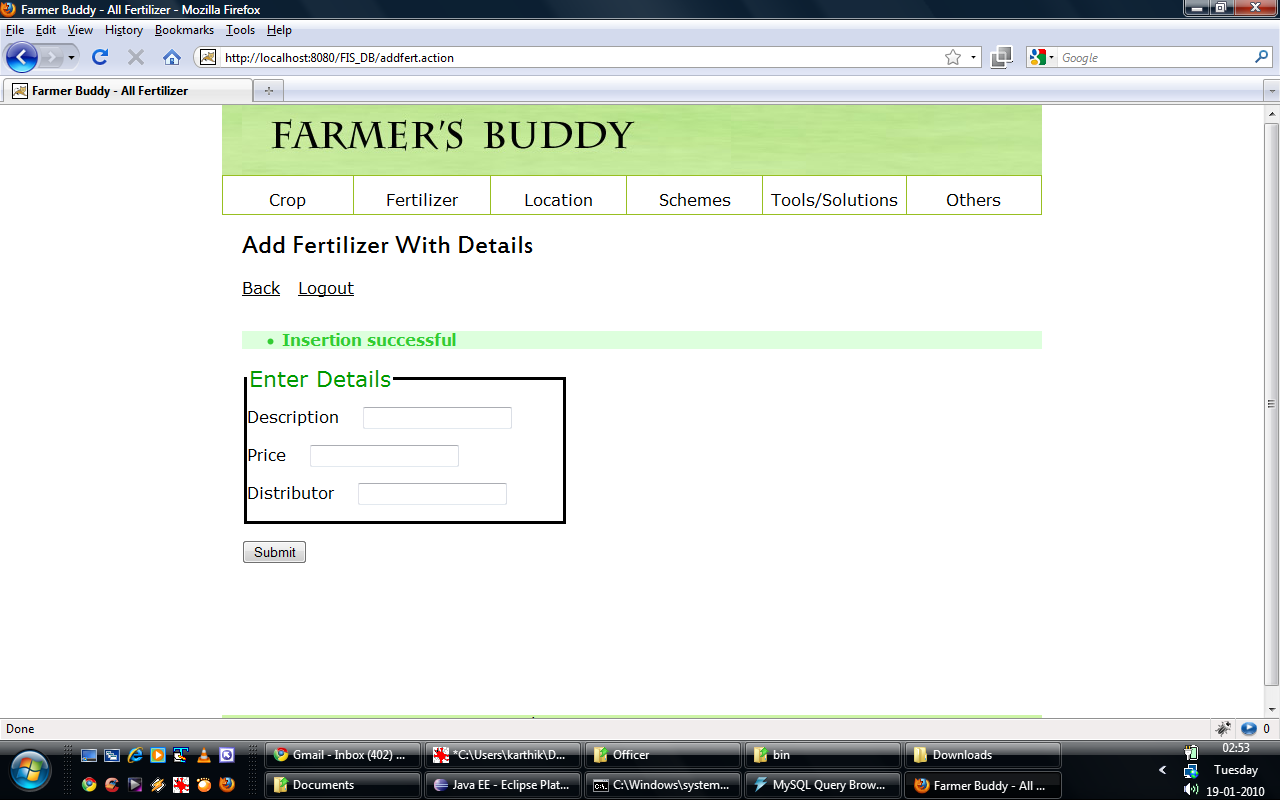 Farmer Buddy - All Fertilizer - Mozilla Firefox
File Edit View History Bookmarks Tools Help
http://localhost:8080/FIS_DB/addfert.action
Google
Farmer Buddy - All Fertilizer
FARMER'S BUDDY
Crop Fertilizer Location Schemes Tools/Solutions Others
Add Fertilizer With Details
Back Logout
• Insertion successful
Enter Details
Description
Price
Distributor
Submit
Done
0
Gmail - Inbox (402) ... *C:\Users\karthik\D... Officer bin Downloads
02:53
Documents Java EE - Eclipse Plat... C:\Windows\system... MySQL Query Brow... Farmer Buddy - All ...
Tuesday
19-01-2010